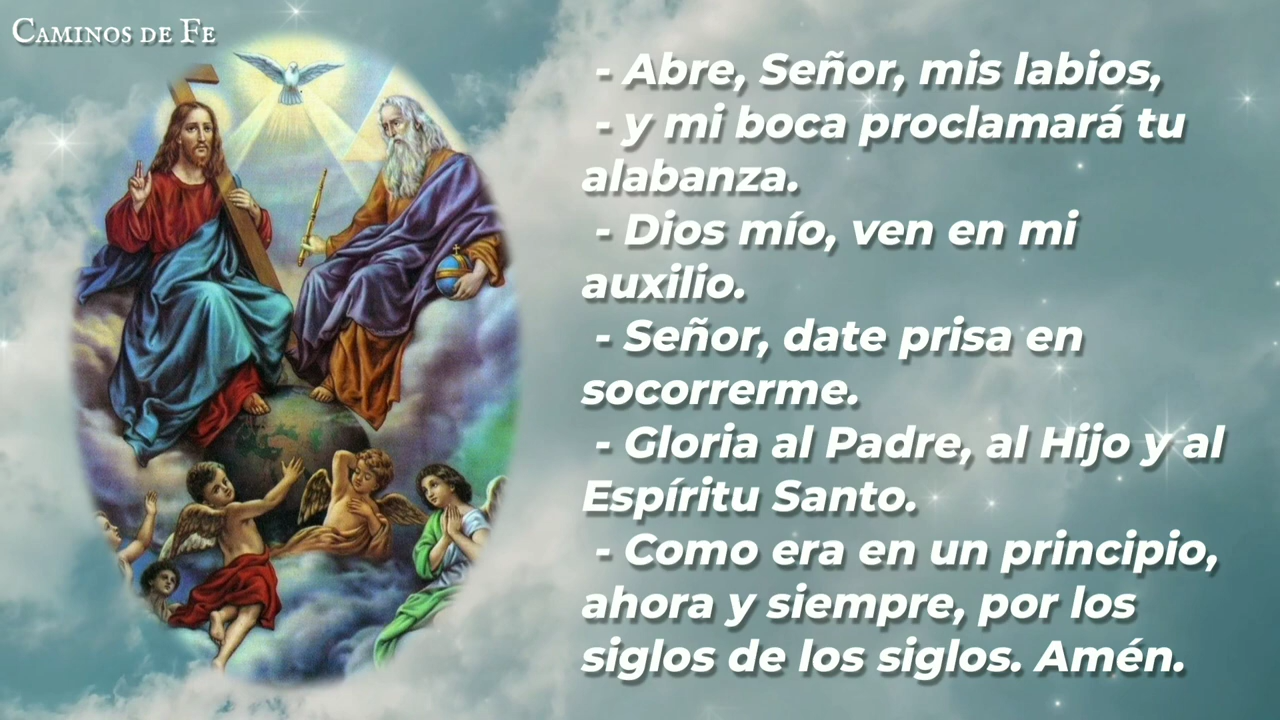 Caminos de Fe
- Abre, Señor, mis labios,
- y mi boca proclamará tu
alabanza.
- Dios mío, ven en mi
auxilio.
- Señor, date prisa en
socorrerme.
- Gloria al Padre, al Hijo y al
Espíritu Santo.
- Como era en un principio,
ahora y siempre, por los
siglos de los siglos. Amén.